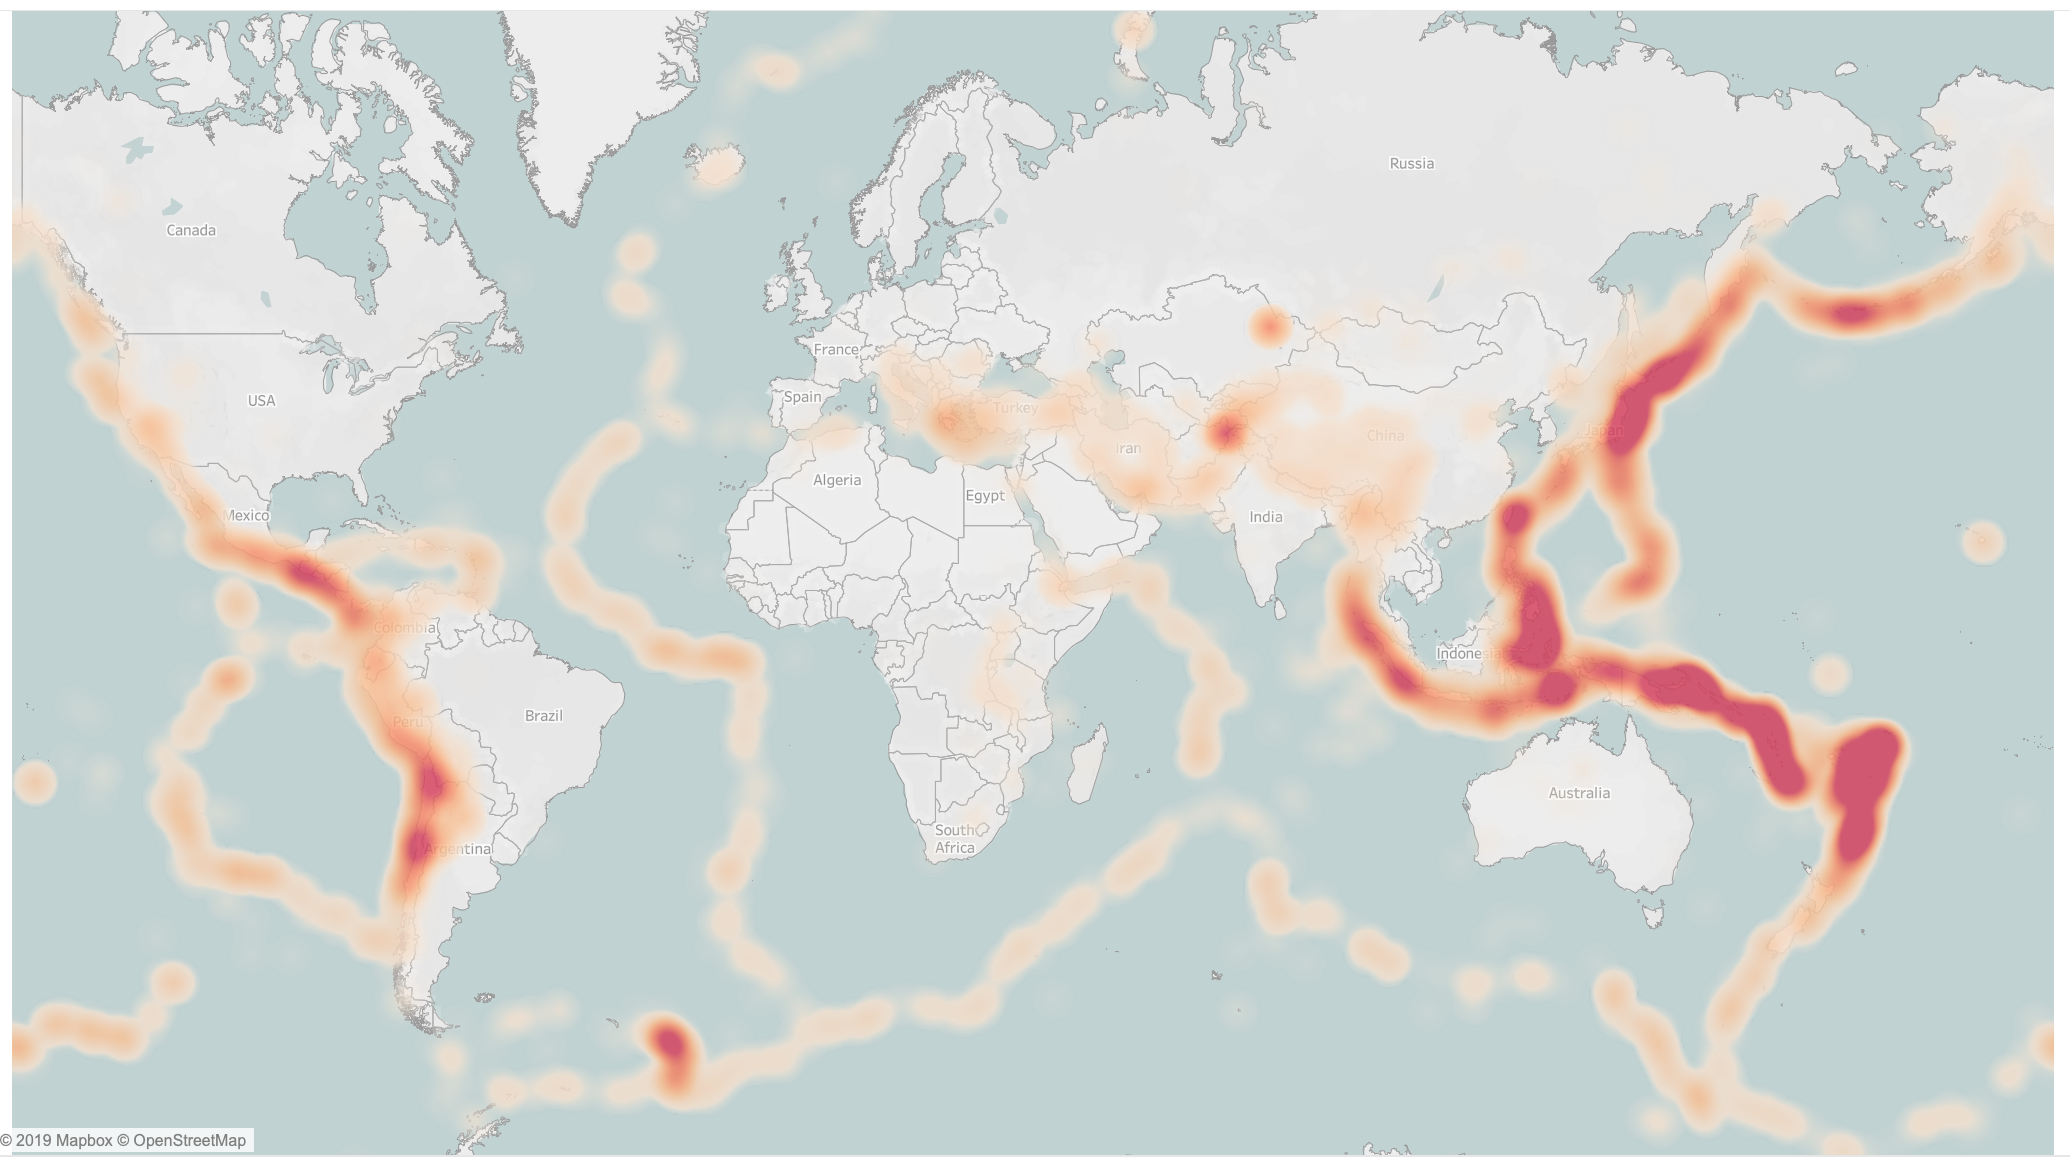 Russia
Canada
France
USA
Spain
Turkey
Japan
China
Iran
Algeria
Egypt
Mexico
India
Colombia
Indonesia
Brazil
Peru
Australia
South
Africa
Argentina
© 2019 Mapbox © OpenStreetMap